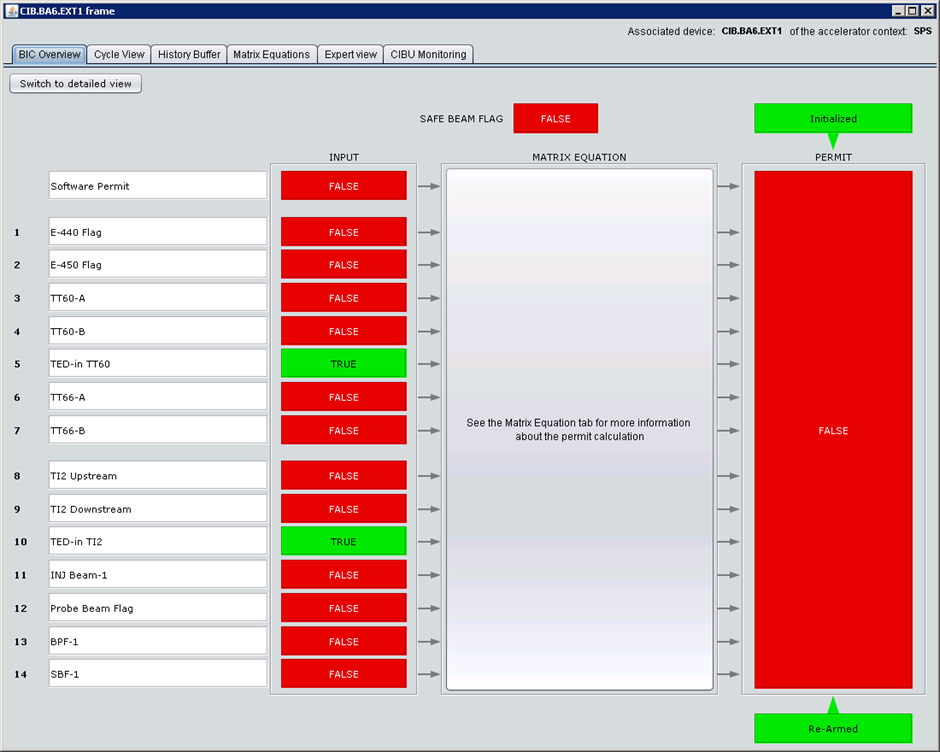 CIB.BA6.EXT1 frame
Associated device: CIB.BA6.EXT1 of the accelerator context: SPS
BIC Overview Cycle View History Buffer Matrix Equations Expert view CIBU Monitoring
Switch to detailed view
SAFE BEAM FLAG FALSE Initialized
INPUT MATRIX EQUATION PERMIT
Software Permit FALSE
1 E-440 Flag FALSE
2 E-450 Flag FALSE
3 TT60-A FALSE
4 TT60-B FALSE
5 TED-in TT60 TRUE
6 TT66-A FALSE
7 TT66-B FALSE
See the Matrix Equation tab for more information
about the permit calculation
FALSE
8 TI2 Upstream FALSE
9 TI2 Downstream FALSE
10 TED-in TI2 TRUE
11 INJ Beam-1 FALSE
12 Probe Beam Flag FALSE
13 BPF-1 FALSE
14 SBF-1 FALSE
Re-Armed